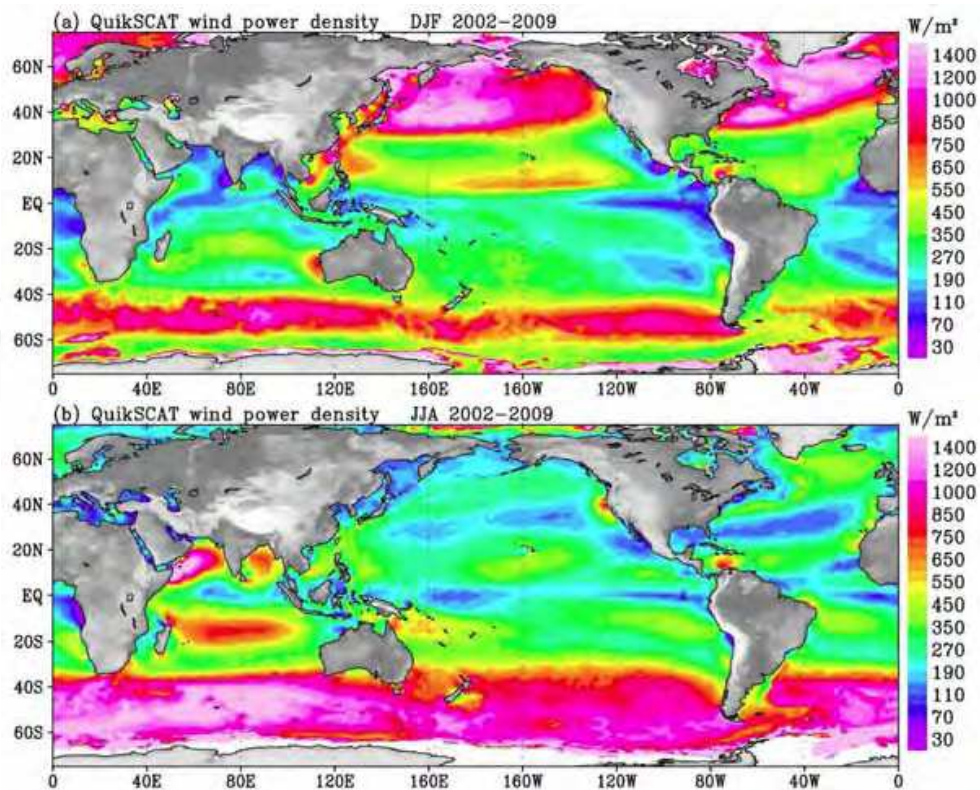 (a) QuikSCAT wind power density DJF 2002-2009
W/m²
60N
40N
20N
EQ
20S
40S
60S
0 40E 80E 120E 160E 160W 120W 80W 40W 0
1400
1200
1000
850
650
550
450
350
270
190
110
70
30
(b) QuikSCAT wind power density JJA 2002-2009
W/m²
60N
40N
20N
EQ
20S
40S
60S
0 40E 80E 120E 160E 160W 120W 80W 40W 0
1400
1200
1000
850
650
550
450
350
270
190
110
70
30